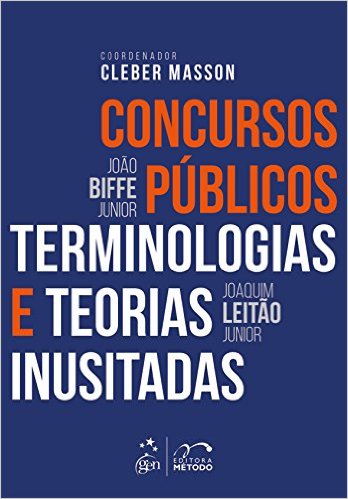 COORDENADOR
CLEBER MASSON
CONCURSOS
JOÃO
BIFFE
JUNIOR
PÚBLICOS
TERMINOLOGIAS
E TEORIAS
JOAQUIM
LEITÃO
JUNIOR
INUSITADAS
gen
EDITORA
MÉTODO